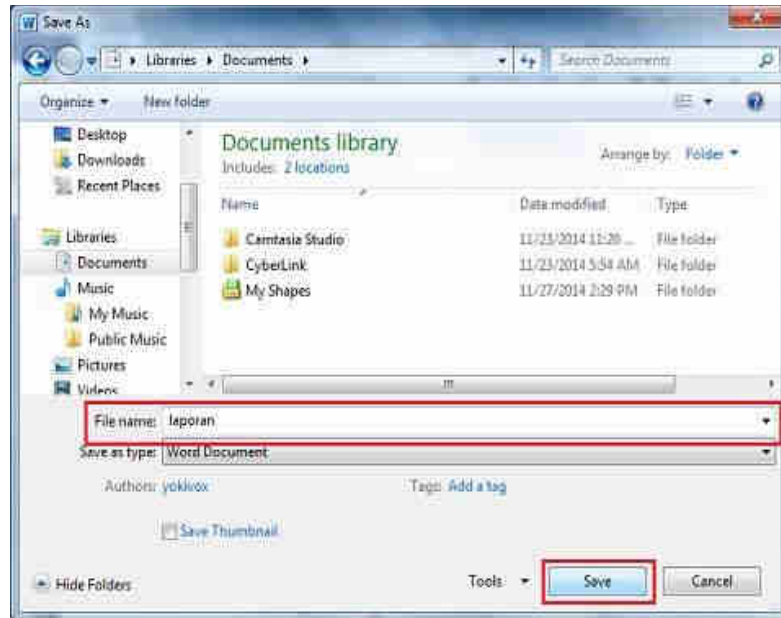 Save As
Libraries Documents
Search Documents
Organize New folder
Desktop
Downloads
Recent Places
Libraries
Documents
Music
My Music
Public Music
Pictures
Videos
Documents library
Includes: 2 locations
Arrange by: Folder
Name Date modified Type
Camtasia Studio 11/23/2014 11:20 ... File folder
CyberLink 11/23/2014 5:54 AM File folder
My Shapes 11/27/2014 2:29 PM File folder
File name: laporan
Save as type: Word Document
Authors: yokivox Tags: Add a tag
Save Thumbnail
Hide Folders Tools Save Cancel